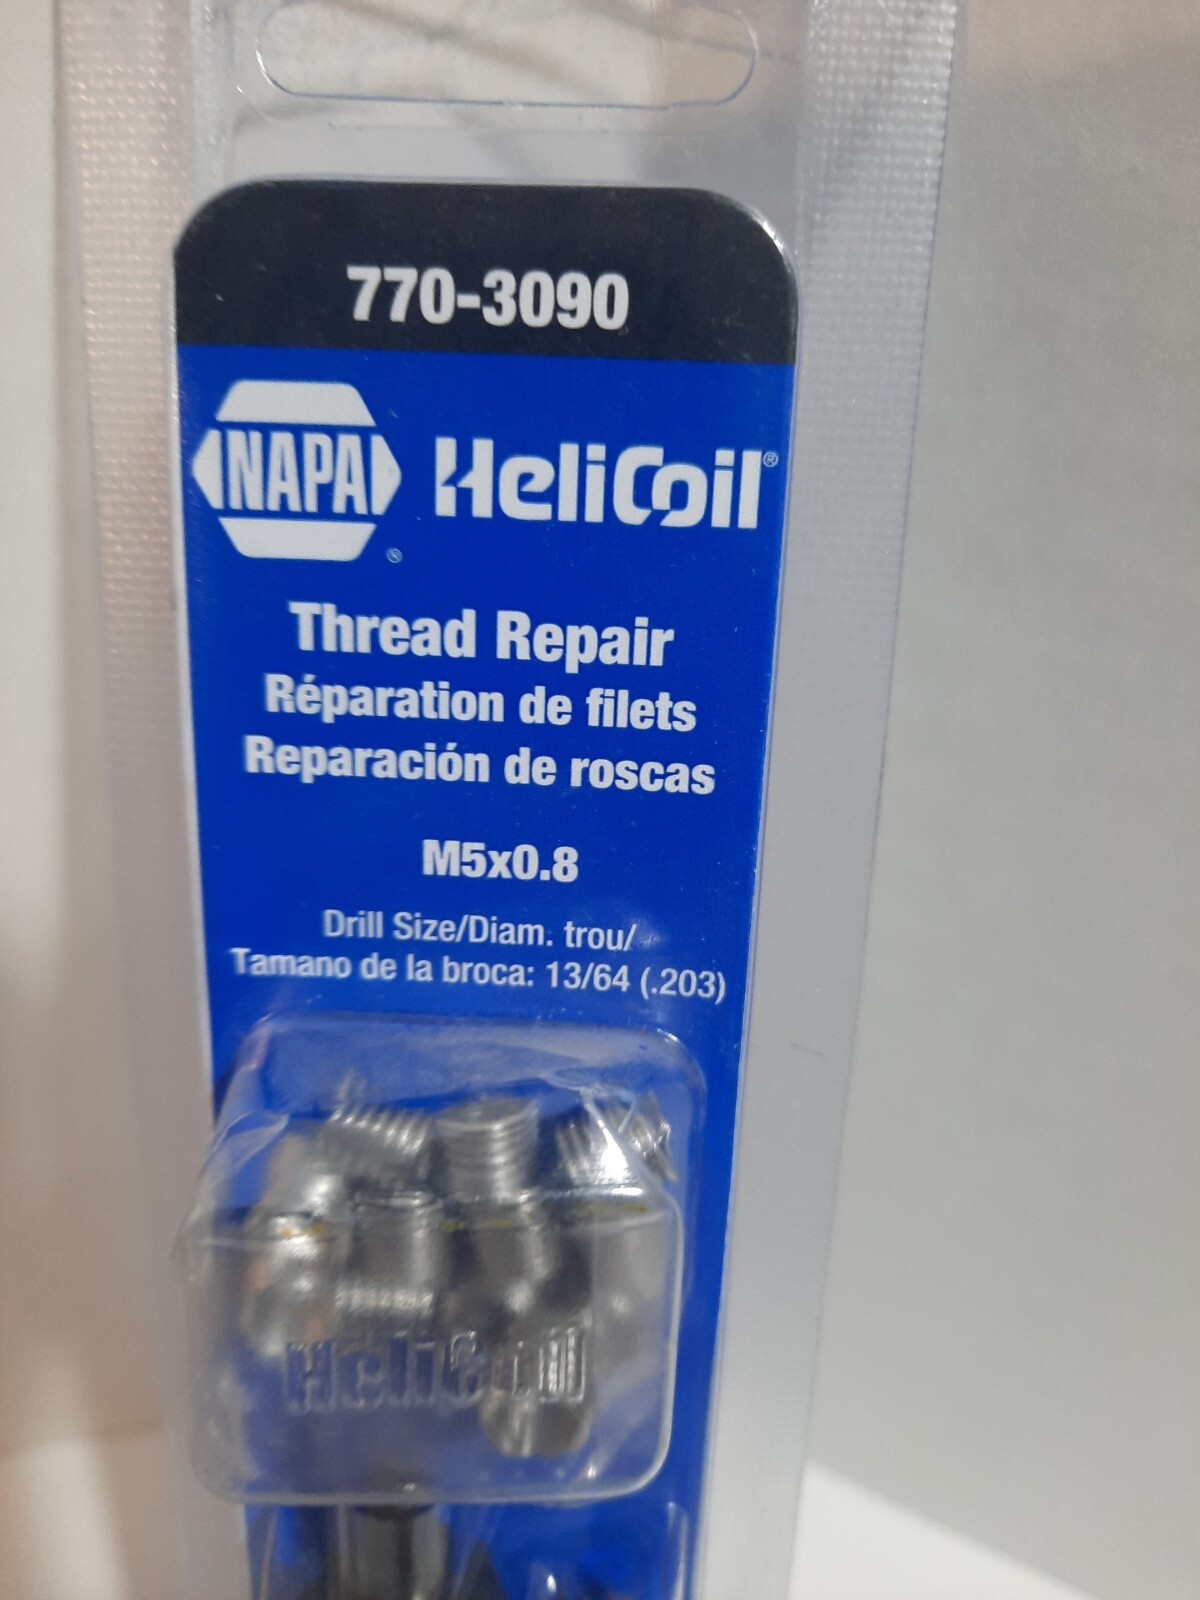 770-3090
NAPA
®
HeliCoil®
Thread Repair
Réparation de filets
Reparación de roscas
M5x0.8
Drill Size/Diam. trou/
Tamano de la broca: 13/64 (.203)
HeliCoil